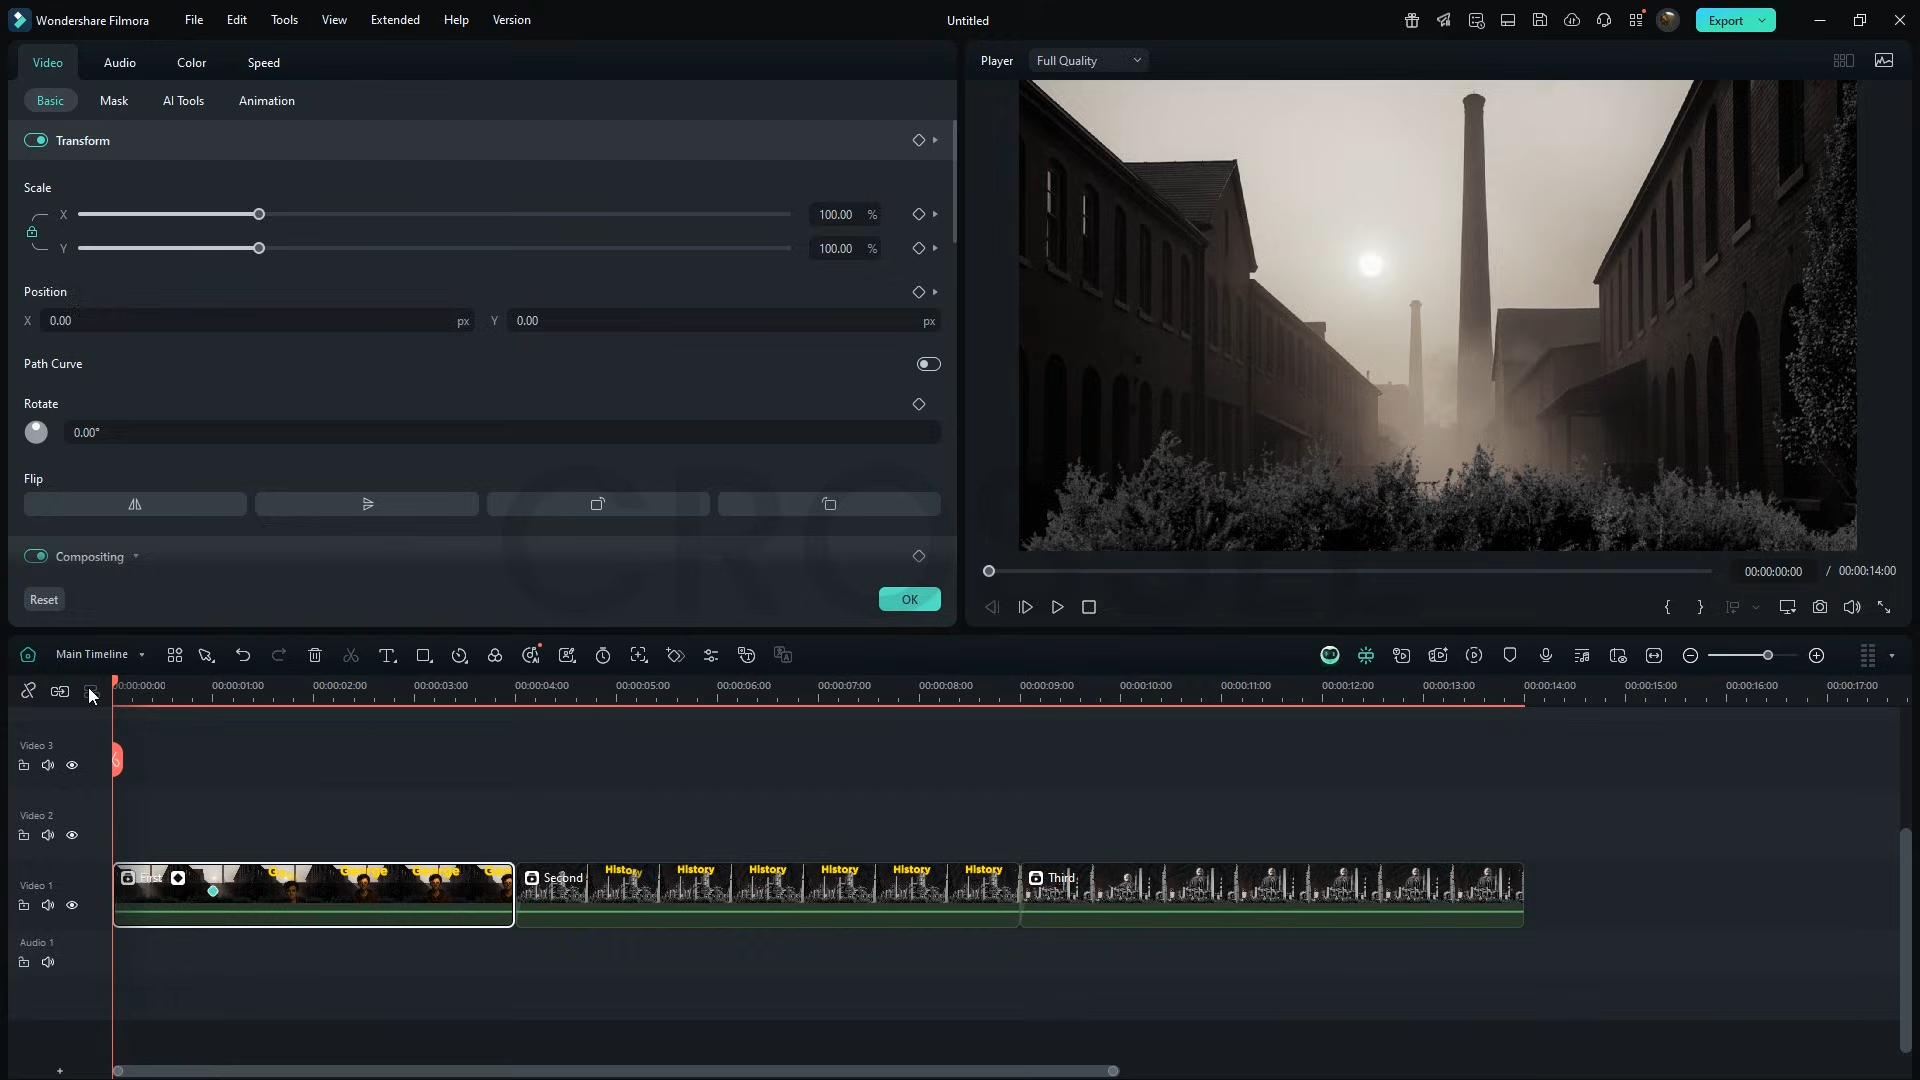 Wondershare Filmora File Edit Tools View Extended Help Version Untitled Export
Video Audio Color Speed
Player Full Quality
Basic Mask AI Tools Animation
Transform
Scale
X 100.00 %
Y 100.00 %
Position
X 0.00 px Y 0.00 px
Path Curve
Rotate
0.00°
Flip
Compositing
Reset OK
00:00:00:00 / 00:00:14:00
Main Timeline
00:00:00:00 00:00:01:00 00:00:02:00 00:00:03:00 00:00:04:00 00:00:05:00 00:00:06:00 00:00:07:00 00:00:08:00 00:00:09:00 00:00:10:00 00:00:11:00 00:00:12:00 00:00:13:00 00:00:14:00 00:00:15:00 00:00:16:00 00:00:17:00
Video 3
Video 2
Video 1
First George George Second History History History History History History Third
Audio 1